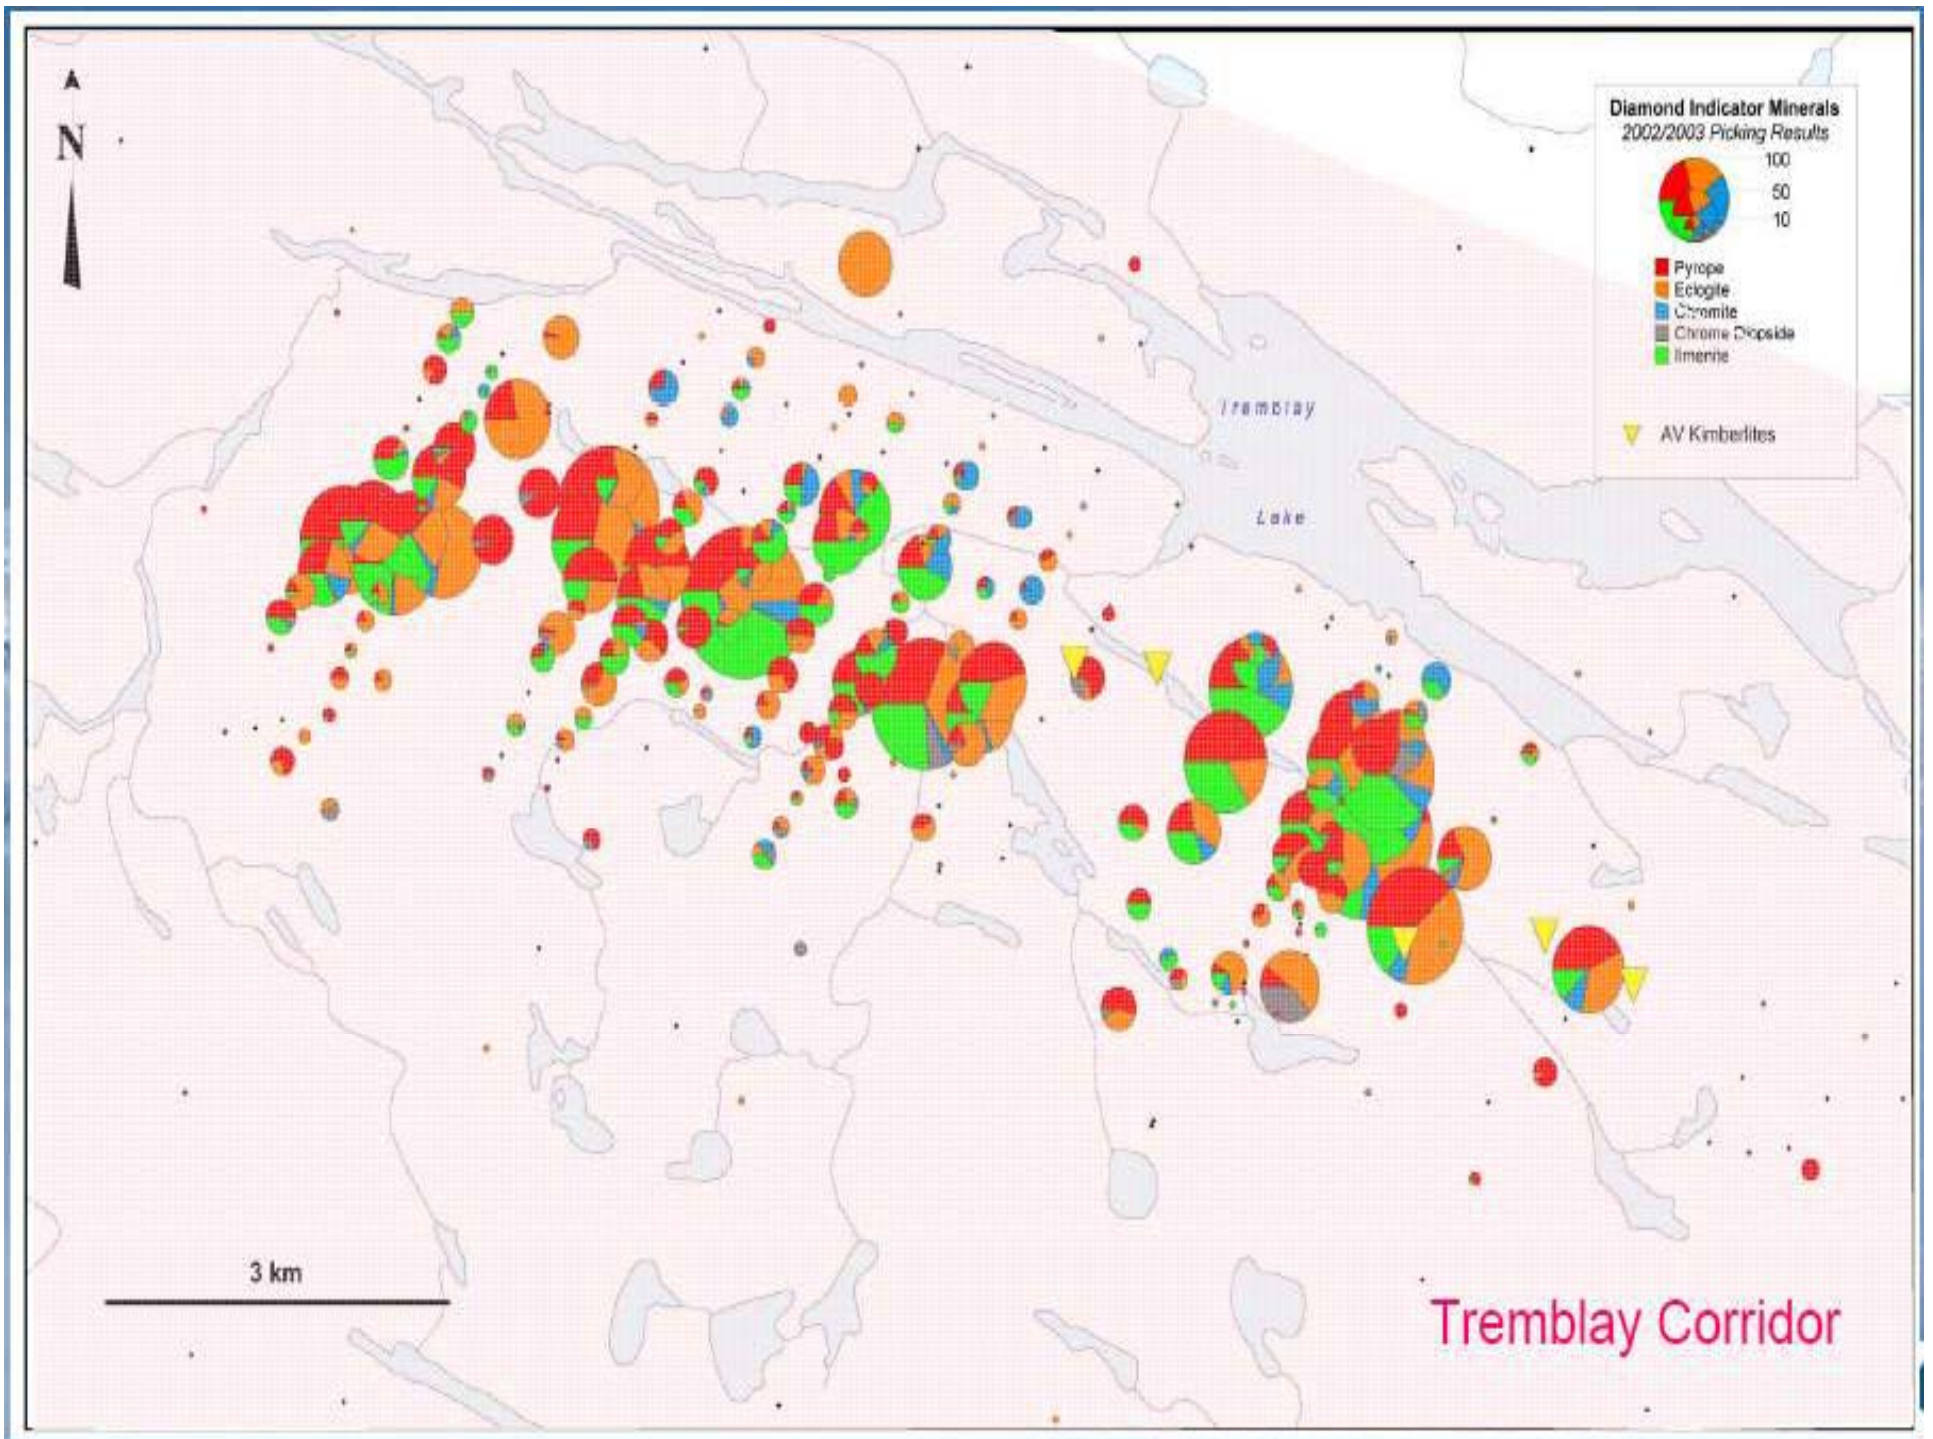 N
Diamond Indicator Minerals
2002/2003 Picking Results
100
50
10
Pyrope
Eclogite
Chromite
Chrome Diopside
Ilmenite
AV Kimberlites
Tremblay
Lake
3 km
Tremblay Corridor